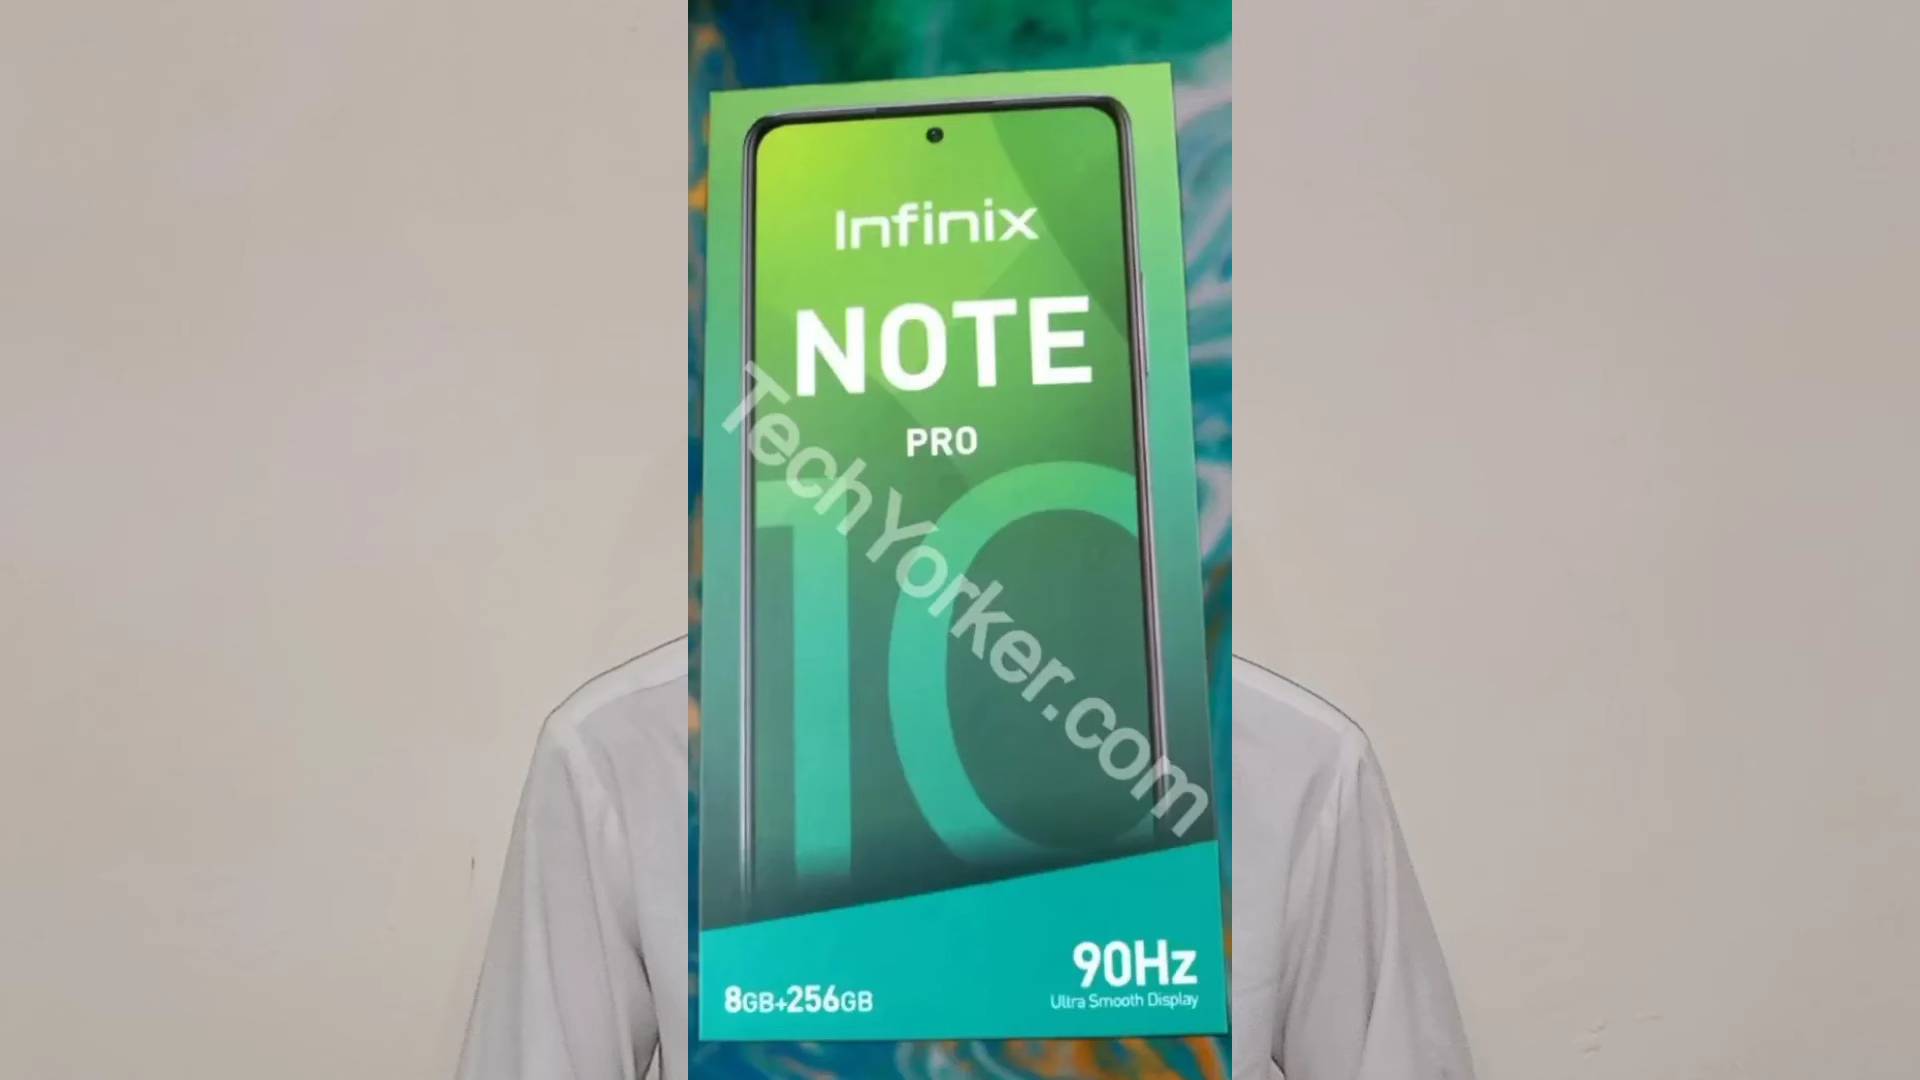 Infinix
NOTE
PRO
10
TechYorker.com
8GB+256GB
90Hz
Ultra Smooth Display